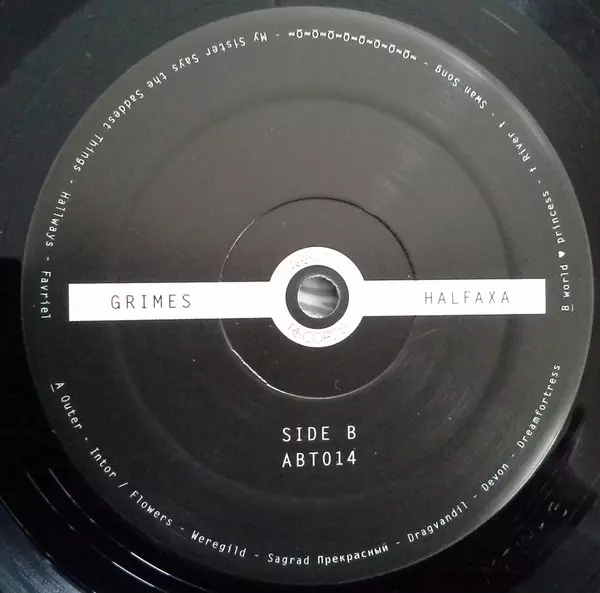 GRIMES
HALFAXA
RECORDS
SIDE B
ABT014
A Outer - Intor / Flowers - Weregild - Sagrad Прекрасный - Dragvandil - Devon - Dreamfortress
B world ♥ princess - † River † - Swan Song - ≈Ω≈Ω≈Ω≈Ω≈Ω≈Ω≈Ω≈Ω≈ - My Sister Says the Saddest Things - Hallways - Favriel